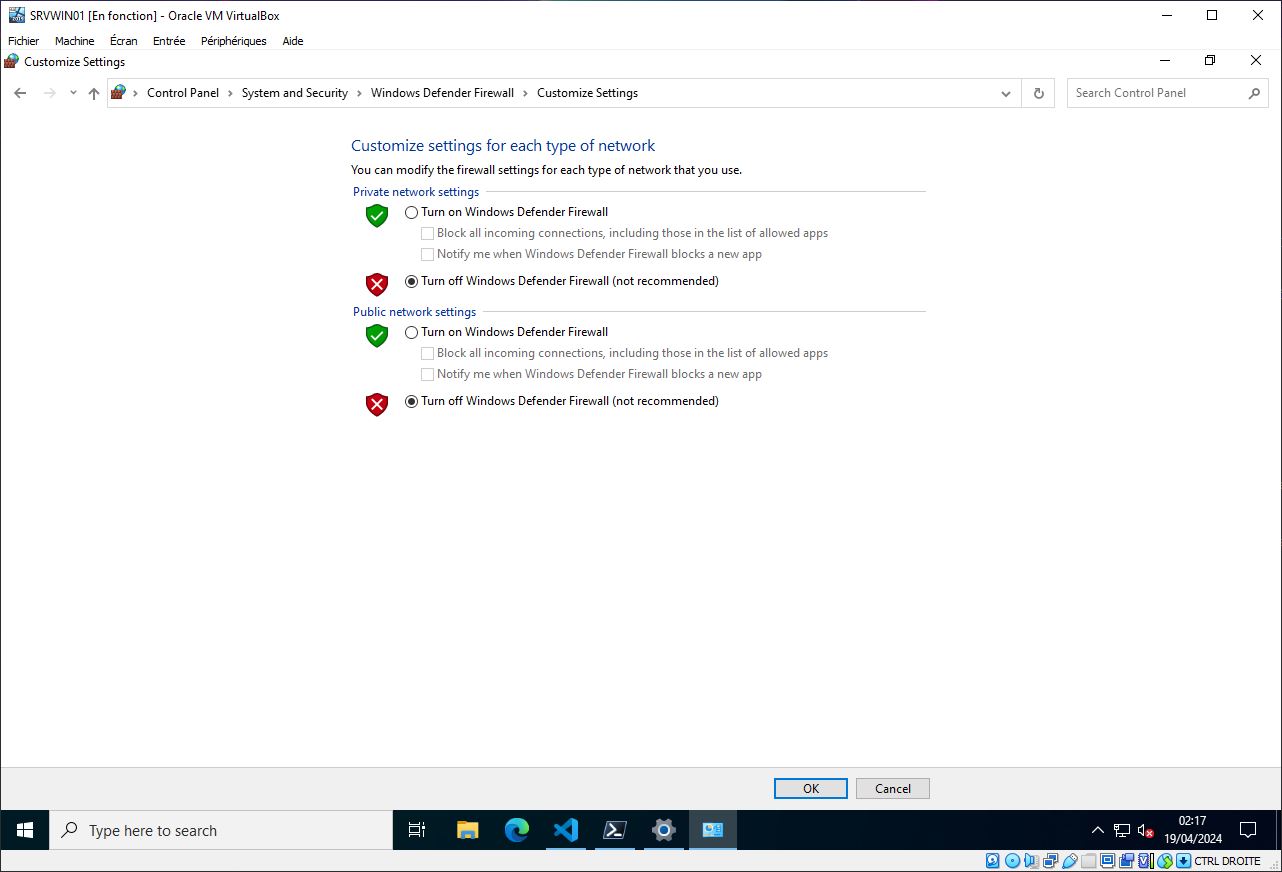 SRVWIN01 [En fonction] - Oracle VM VirtualBox
Fichier Machine Écran Entrée Périphériques Aide
Customize Settings
Control Panel > System and Security > Windows Defender Firewall > Customize Settings
Search Control Panel
Customize settings for each type of network
You can modify the firewall settings for each type of network that you use.
Private network settings
Turn on Windows Defender Firewall
Block all incoming connections, including those in the list of allowed apps
Notify me when Windows Defender Firewall blocks a new app
Turn off Windows Defender Firewall (not recommended)
Public network settings
Turn on Windows Defender Firewall
Block all incoming connections, including those in the list of allowed apps
Notify me when Windows Defender Firewall blocks a new app
Turn off Windows Defender Firewall (not recommended)
OK Cancel
Type here to search
02:17
19/04/2024
CTRL DROITE